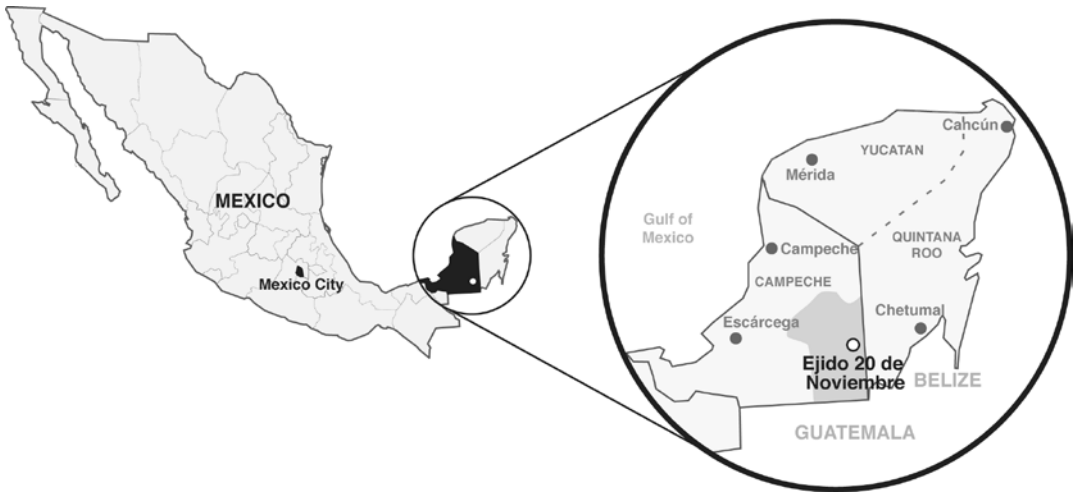 MEXICO
Mexico City
Cancún
YUCATAN
Mérida
Gulf of
Mexico
QUINTANA
ROO
Campeche
CAMPECHE
Chetumal
Escárcega
Ejido 20 de
Noviembre
BELIZE
GUATEMALA